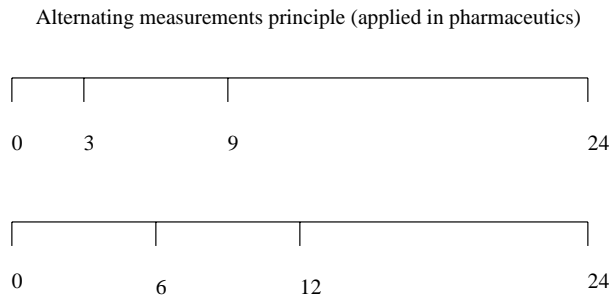 Alternating measurements principle (applied in pharmaceutics)
0 3 9 24
0 6 12 24